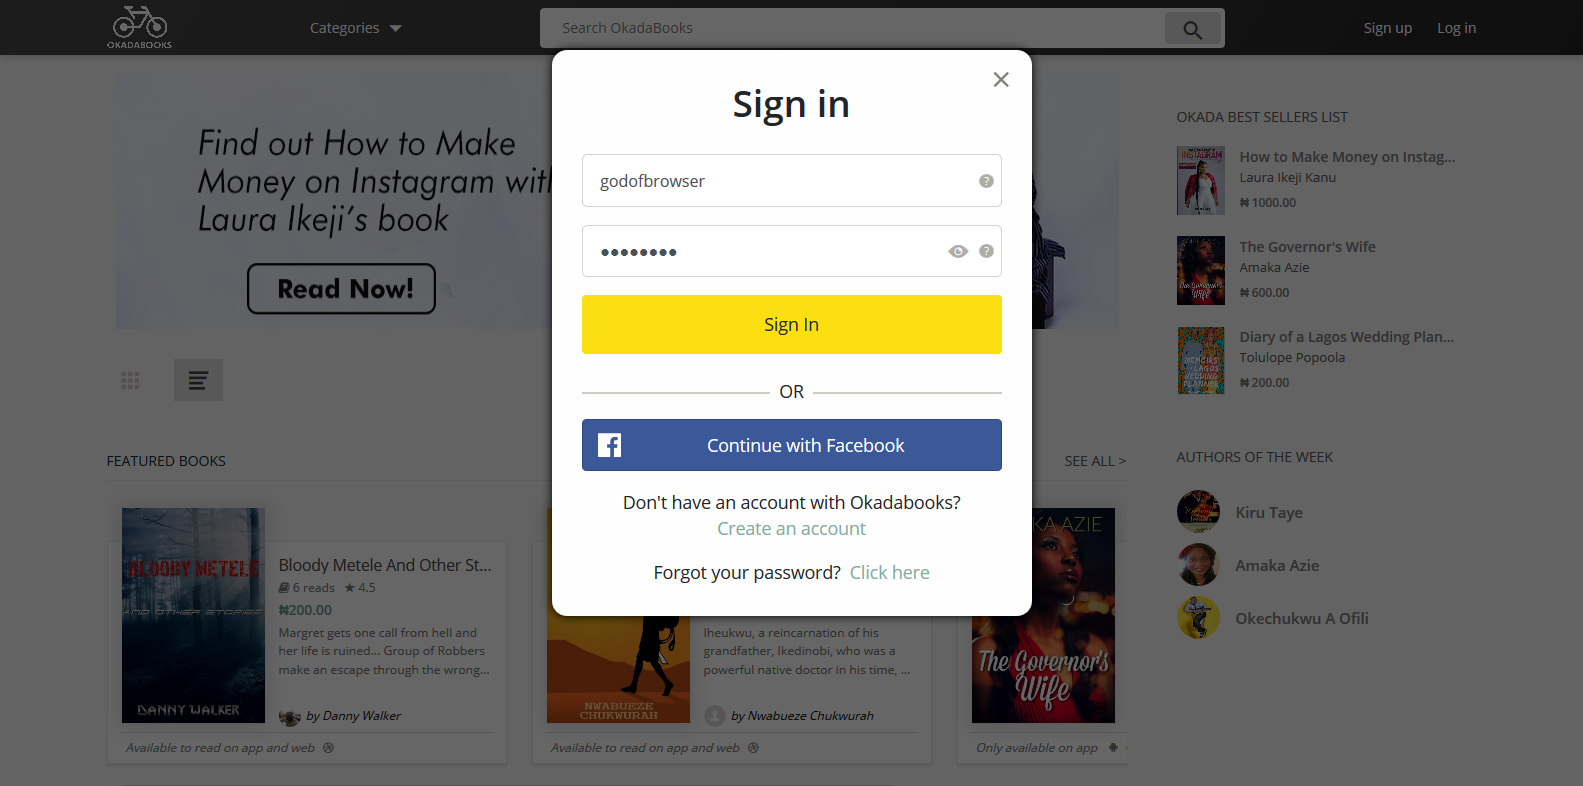 OKADABOOKS
Categories
Search OkadaBooks
Sign up
Log in
Find out How to Make
Money on Instagram with
Laura Ikeji's book
Read Now!
Sign in
godofbrowser
••••••••
Sign In
OR
Continue with Facebook
Don't have an account with Okadabooks?
Create an account
Forgot your password? Click here
OKADA BEST SELLERS LIST
INSTAGRAM
How to Make Money on Instag...
Laura Ikeji Kanu
₦ 1000.00
The Governor's Wife
The Governor's Wife
Amaka Azie
₦ 600.00
MEMOIRS
LAGOS
WEDDING
PLANNER
Diary of a Lagos Wedding Plan...
Tolulope Popoola
₦ 200.00
AUTHORS OF THE WEEK
Kiru Taye
Amaka Azie
Okechukwu A Ofili
FEATURED BOOKS
SEE ALL >
BLOODY METELE
AND OTHER STORIES
DANNY WALKER
Bloody Metele And Other St...
6 reads ★ 4.5
₦200.00
Margret gets one call from hell and
her life is ruined... Group of Robbers
make an escape through the wrong...
by Danny Walker
Available to read on app and web
NWABUEZE
CHUKWURAH
Iheukwu, a reincarnation of his
grandfather, Ikedinobi, who was a
powerful native doctor in his time, ...
by Nwabueze Chukwurah
Available to read on app and web
KA AZIE
The Governor's
Wife
Only available on app